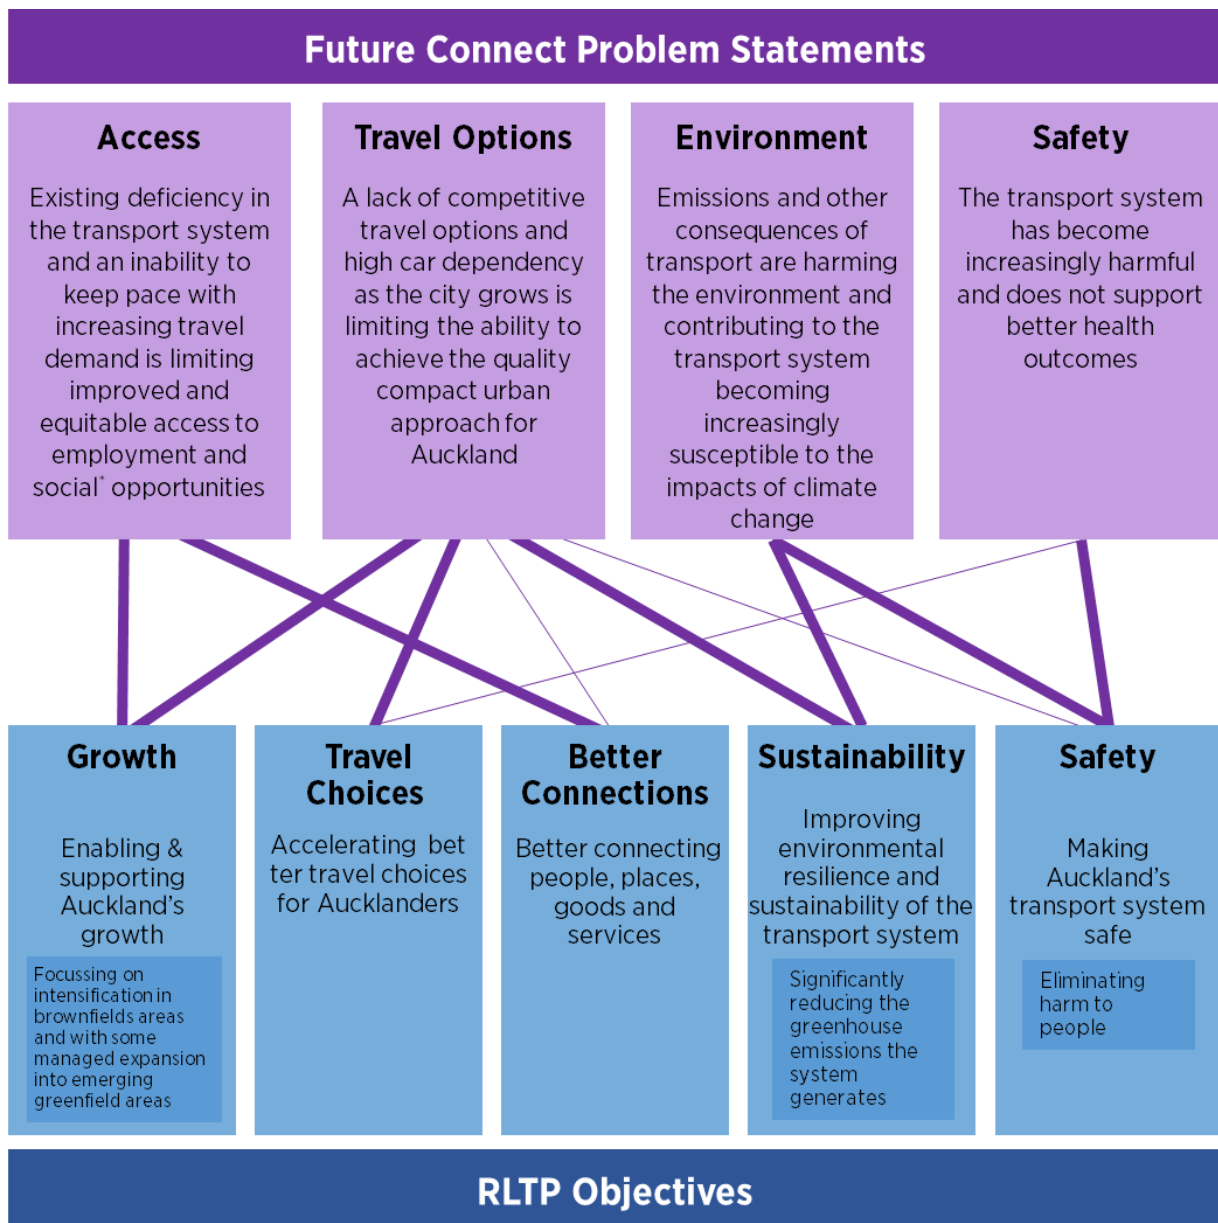 Future Connect Problem Statements
Access
Existing deficiency in
the transport system
and an inability to
keep pace with
increasing travel
demand is limiting
improved and
equitable access to
employment and
social* opportunities
Travel Options
A lack of competitive
travel options and
high car dependency
as the city grows is
limiting the ability to
achieve the quality
compact urban
approach for
Auckland
Environment
Emissions and other
consequences of
transport are harming
the environment and
contributing to the
transport system
becoming
increasingly
susceptible to the
impacts of climate
change
Safety
The transport system
has become
increasingly harmful
and does not support
better health
outcomes
Growth
Enabling &
supporting
Auckland's
growth
Focussing on
intensification in
brownfields areas
and with some
managed expansion
into emerging
greenfield areas
Travel
Choices
Accelerating bet
ter travel choices
for Aucklanders
Better
Connections
Better connecting
people, places,
goods and
services
Sustainability
Improving
environmental
resilience and
sustainability of the
transport system
Significantly
reducing the
greenhouse
emissions the
system
generates
Safety
Making
Auckland's
transport system
safe
Eliminating
harm to
people
RLTP Objectives